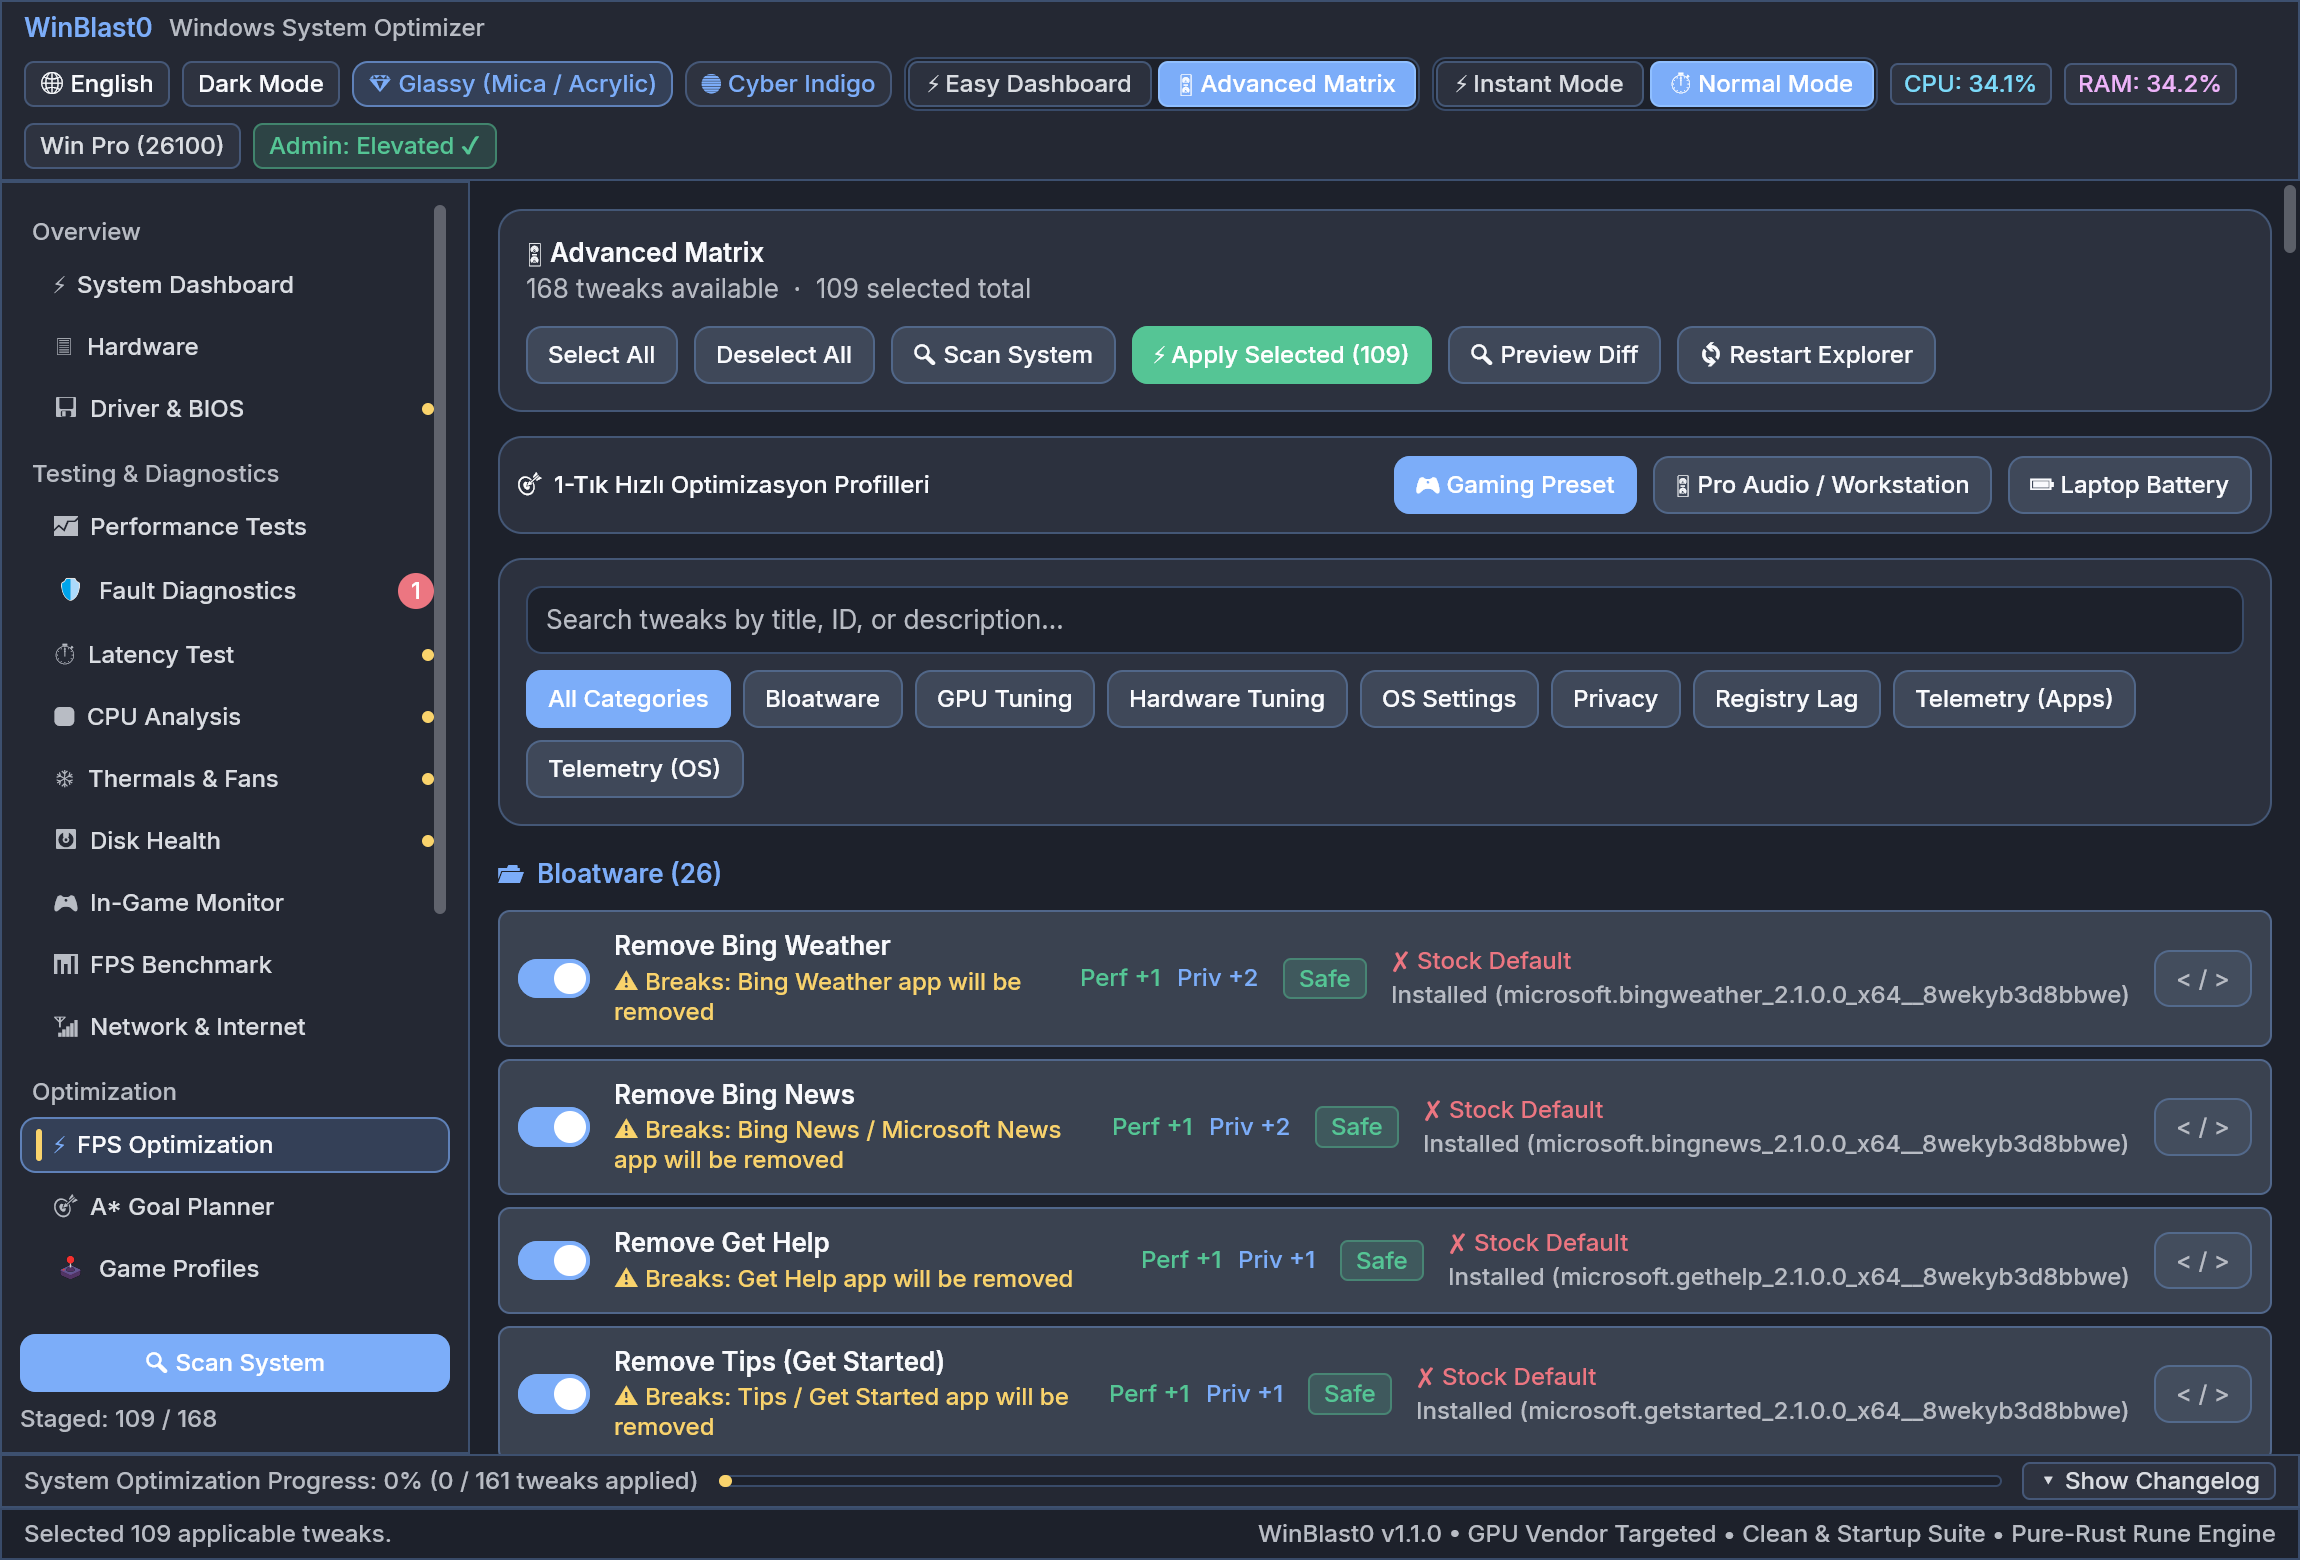 WinBlast0 Windows System Optimizer
English Dark Mode Glassy (Mica / Acrylic) Cyber Indigo ⚡Easy Dashboard Advanced Matrix ⚡Instant Mode Normal Mode CPU: 34.1% RAM: 34.2%
Win Pro (26100) Admin: Elevated ✓
Overview
⚡ System Dashboard
Hardware
Driver & BIOS
Testing & Diagnostics
Performance Tests
Fault Diagnostics 1
Latency Test
CPU Analysis
Thermals & Fans
Disk Health
In-Game Monitor
FPS Benchmark
Network & Internet
Optimization
⚡ FPS Optimization
A* Goal Planner
Game Profiles
Scan System
Staged: 109 / 168
Advanced Matrix
168 tweaks available · 109 selected total
Select All Deselect All Scan System ⚡Apply Selected (109) Preview Diff Restart Explorer
1-Tık Hızlı Optimizasyon Profilleri Gaming Preset Pro Audio / Workstation Laptop Battery
Search tweaks by title, ID, or description...
All Categories Bloatware GPU Tuning Hardware Tuning OS Settings Privacy Registry Lag Telemetry (Apps)
Telemetry (OS)
Bloatware (26)
Remove Bing Weather
⚠ Breaks: Bing Weather app will be
removed
Perf +1 Priv +2 Safe
✗ Stock Default
Installed (microsoft.bingweather_2.1.0.0_x64__8wekyb3d8bbwe)
< / >
Remove Bing News
⚠ Breaks: Bing News / Microsoft News
app will be removed
Perf +1 Priv +2 Safe
✗ Stock Default
Installed (microsoft.bingnews_2.1.0.0_x64__8wekyb3d8bbwe)
< / >
Remove Get Help
⚠ Breaks: Get Help app will be removed
Perf +1 Priv +1 Safe
✗ Stock Default
Installed (microsoft.gethelp_2.1.0.0_x64__8wekyb3d8bbwe)
< / >
Remove Tips (Get Started)
⚠ Breaks: Tips / Get Started app will be
removed
Perf +1 Priv +1 Safe
✗ Stock Default
Installed (microsoft.getstarted_2.1.0.0_x64__8wekyb3d8bbwe)
< / >
System Optimization Progress: 0% (0 / 161 tweaks applied) ▼ Show Changelog
Selected 109 applicable tweaks. WinBlast0 v1.1.0 • GPU Vendor Targeted • Clean & Startup Suite • Pure-Rust Rune Engine